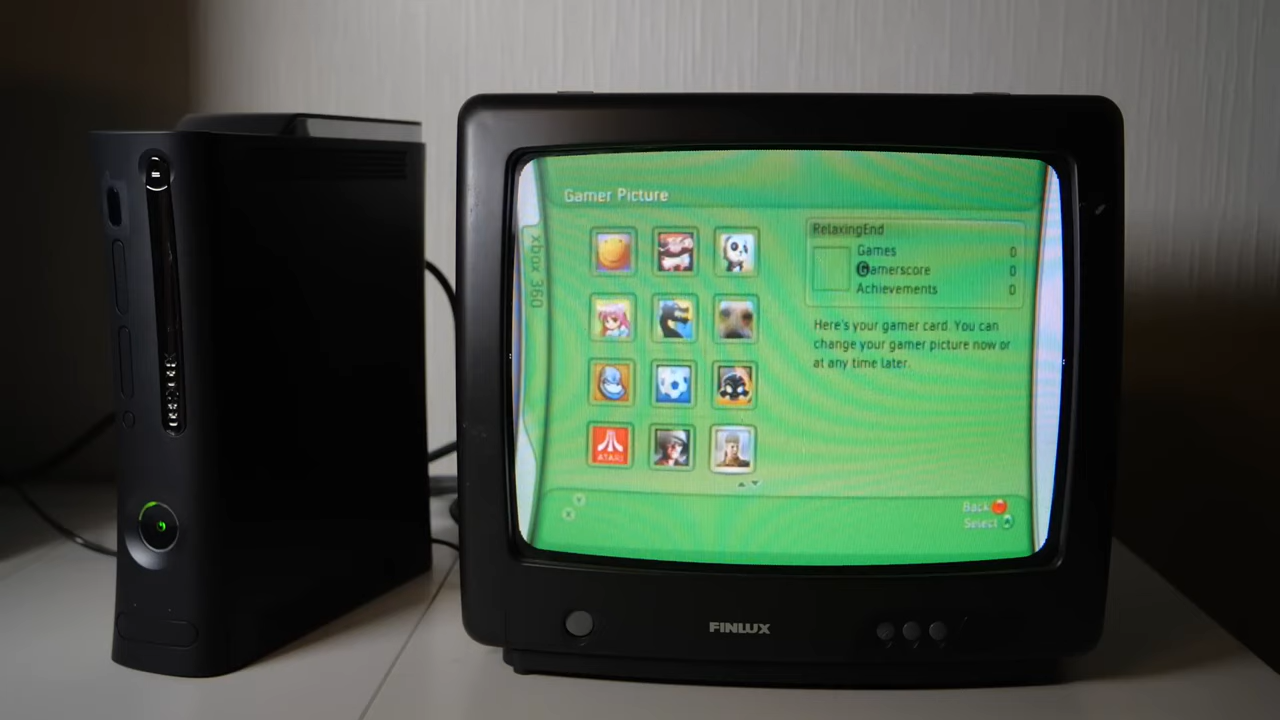 Gamer Picture
xbox 360
RelaxingEnd
Games 0
Gamerscore 0
Achievements 0
Here's your gamer card. You can
change your gamer picture now or
at any time later.
ATARI
Y
X
Back
Select A
FINLUX